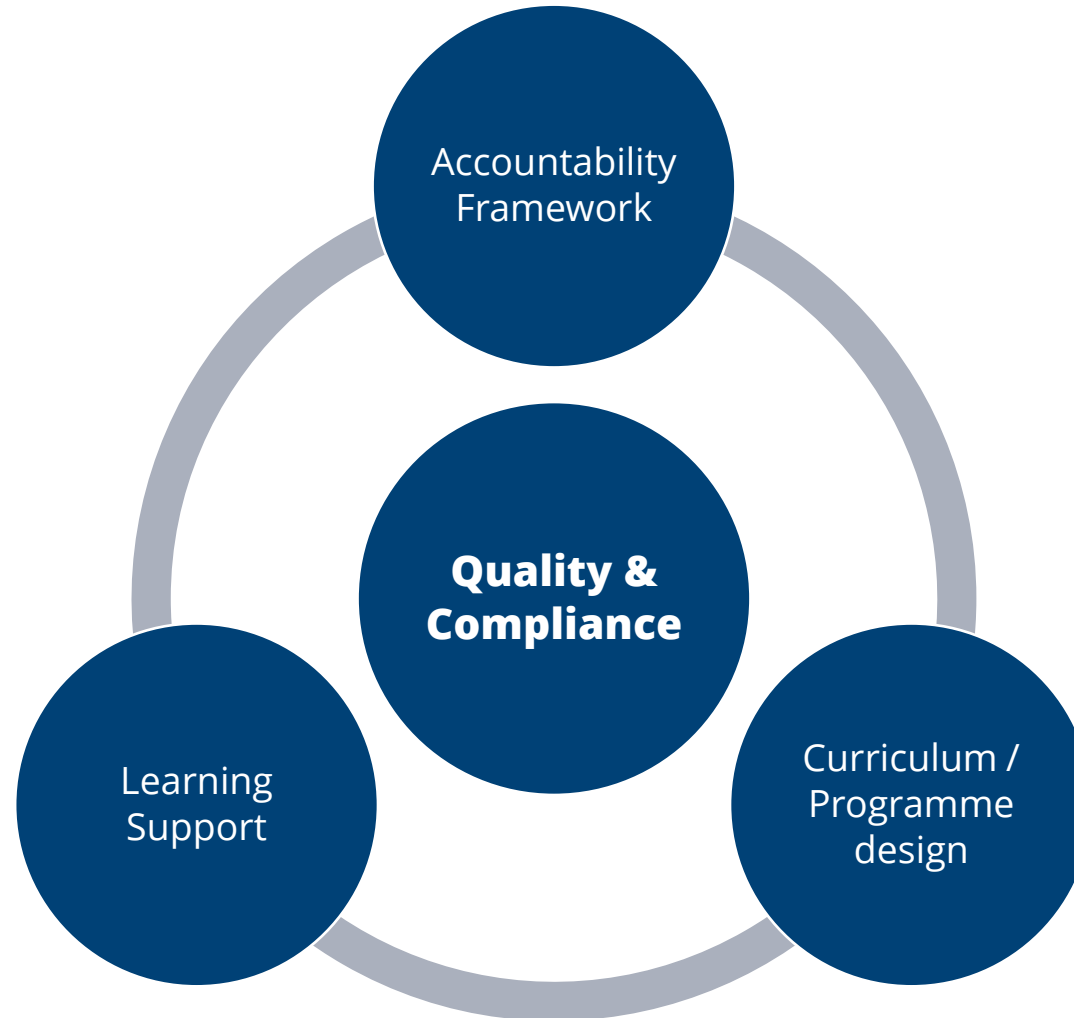 Accountability
Framework
Quality &
Compliance
Learning
Support
Curriculum /
Programme
design